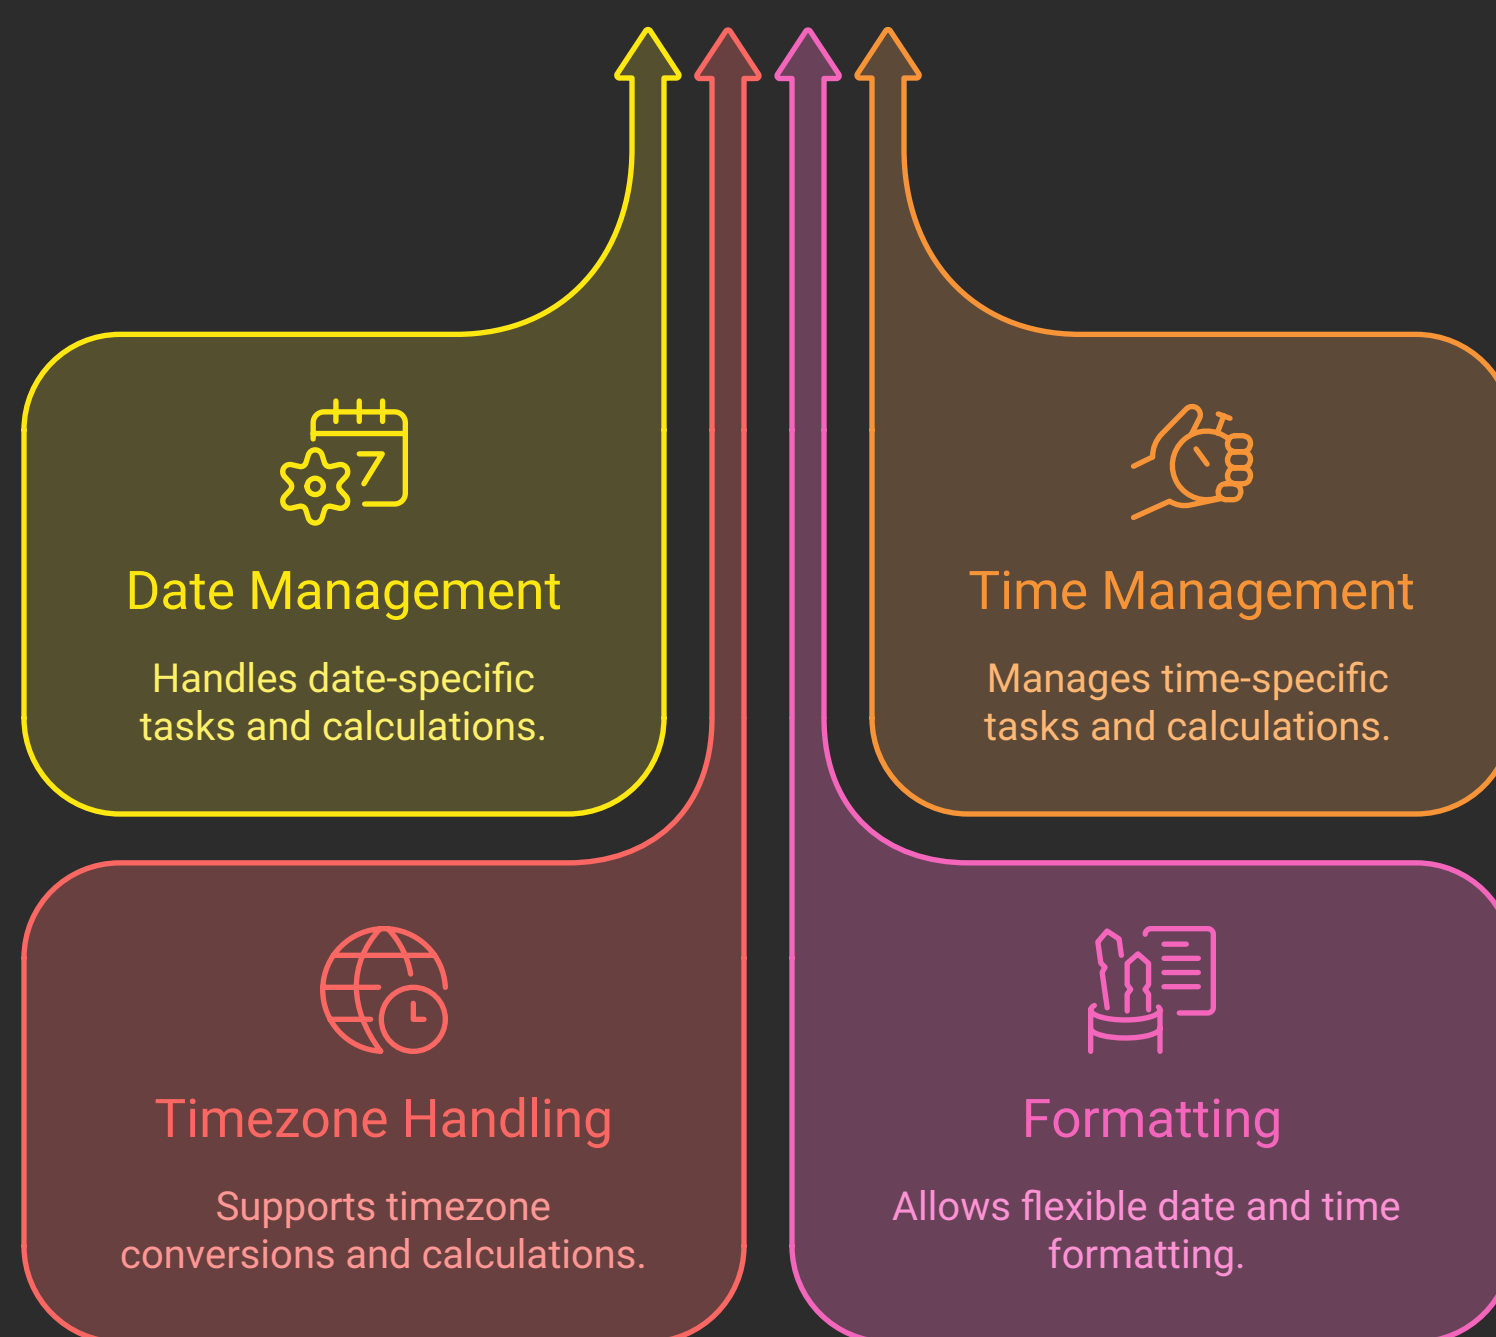 7
Date Management
Handles date-specific
tasks and calculations.
Time Management
Manages time-specific
tasks and calculations.
Timezone Handling
Supports timezone
conversions and calculations.
Formatting
Allows flexible date and time
formatting.